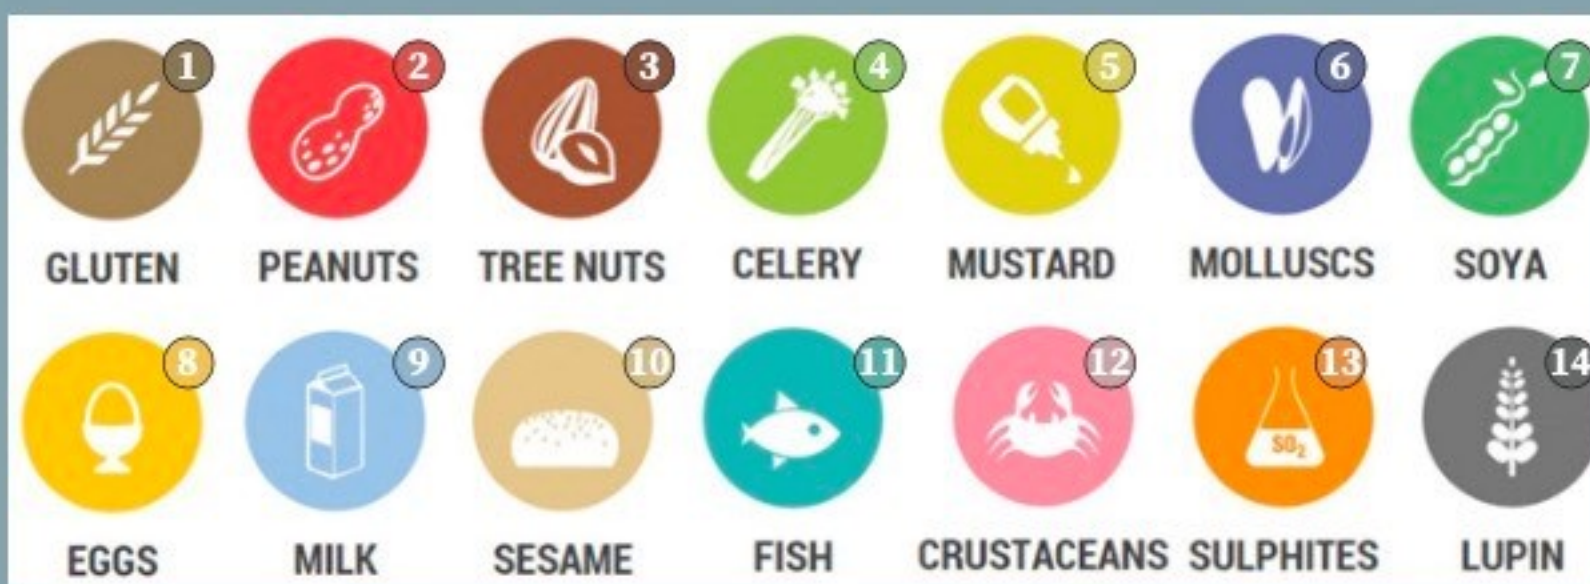 1 2 3 4 5 6 7
GLUTEN PEANUTS TREE NUTS CELERY MUSTARD MOLLUSCS SOYA
8 9 10 11 12 13 14
SO2
EGGS MILK SESAME FISH CRUSTACEANS SULPHITES LUPIN